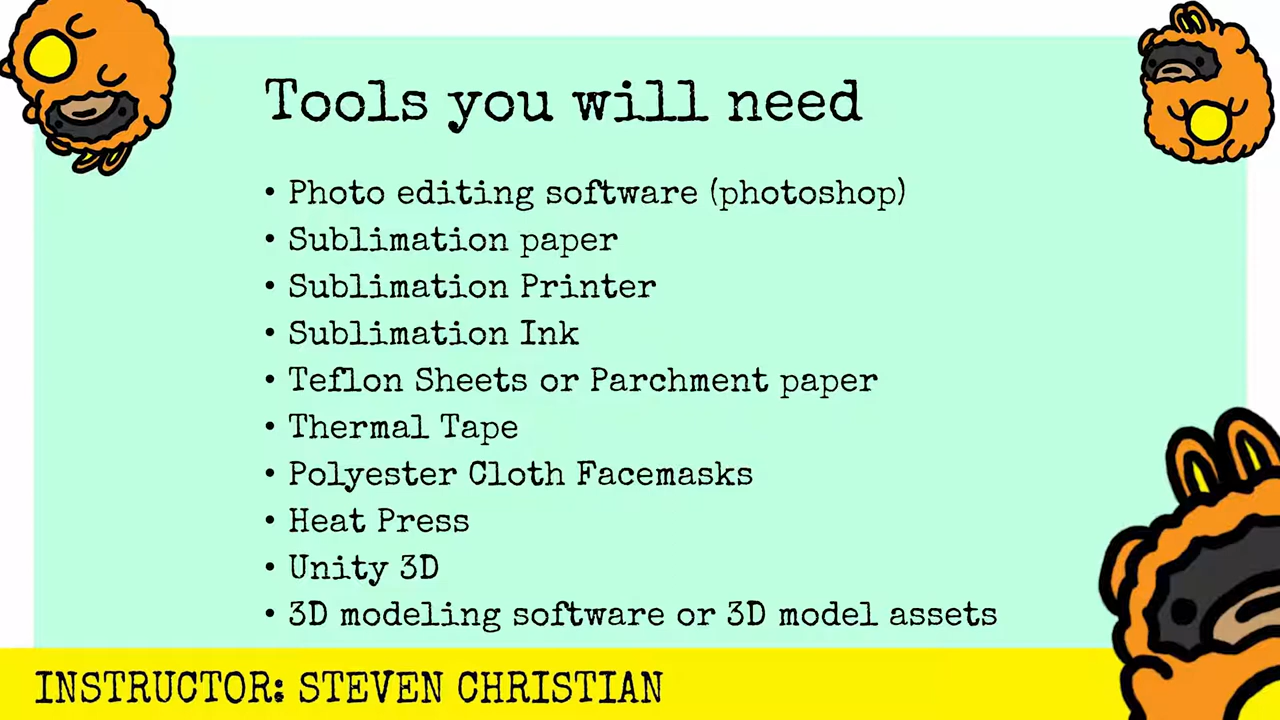 Tools you will need
• Photo editing software (photoshop)
• Sublimation paper
• Sublimation Printer
• Sublimation Ink
• Teflon Sheets or Parchment paper
• Thermal Tape
• Polyester Cloth Facemasks
• Heat Press
• Unity 3D
• 3D modeling software or 3D model assets
INSTRUCTOR: STEVEN CHRISTIAN